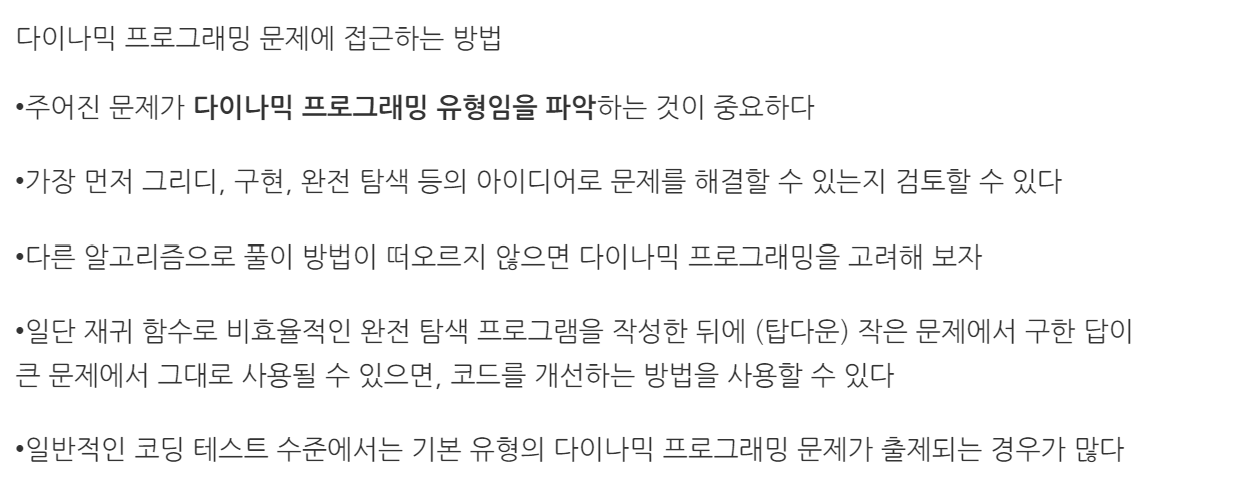 다이나믹 프로그래밍 문제에 접근하는 방법
•주어진 문제가 다이나믹 프로그래밍 유형임을 파악하는 것이 중요하다
•가장 먼저 그리디, 구현, 완전 탐색 등의 아이디어로 문제를 해결할 수 있는지 검토할 수 있다
•다른 알고리즘으로 풀이 방법이 떠오르지 않으면 다이나믹 프로그래밍을 고려해 보자
•일단 재귀 함수로 비효율적인 완전 탐색 프로그램을 작성한 뒤에 (탑다운) 작은 문제에서 구한 답이
큰 문제에서 그대로 사용될 수 있으면, 코드를 개선하는 방법을 사용할 수 있다
•일반적인 코딩 테스트 수준에서는 기본 유형의 다이나믹 프로그래밍 문제가 출제되는 경우가 많다